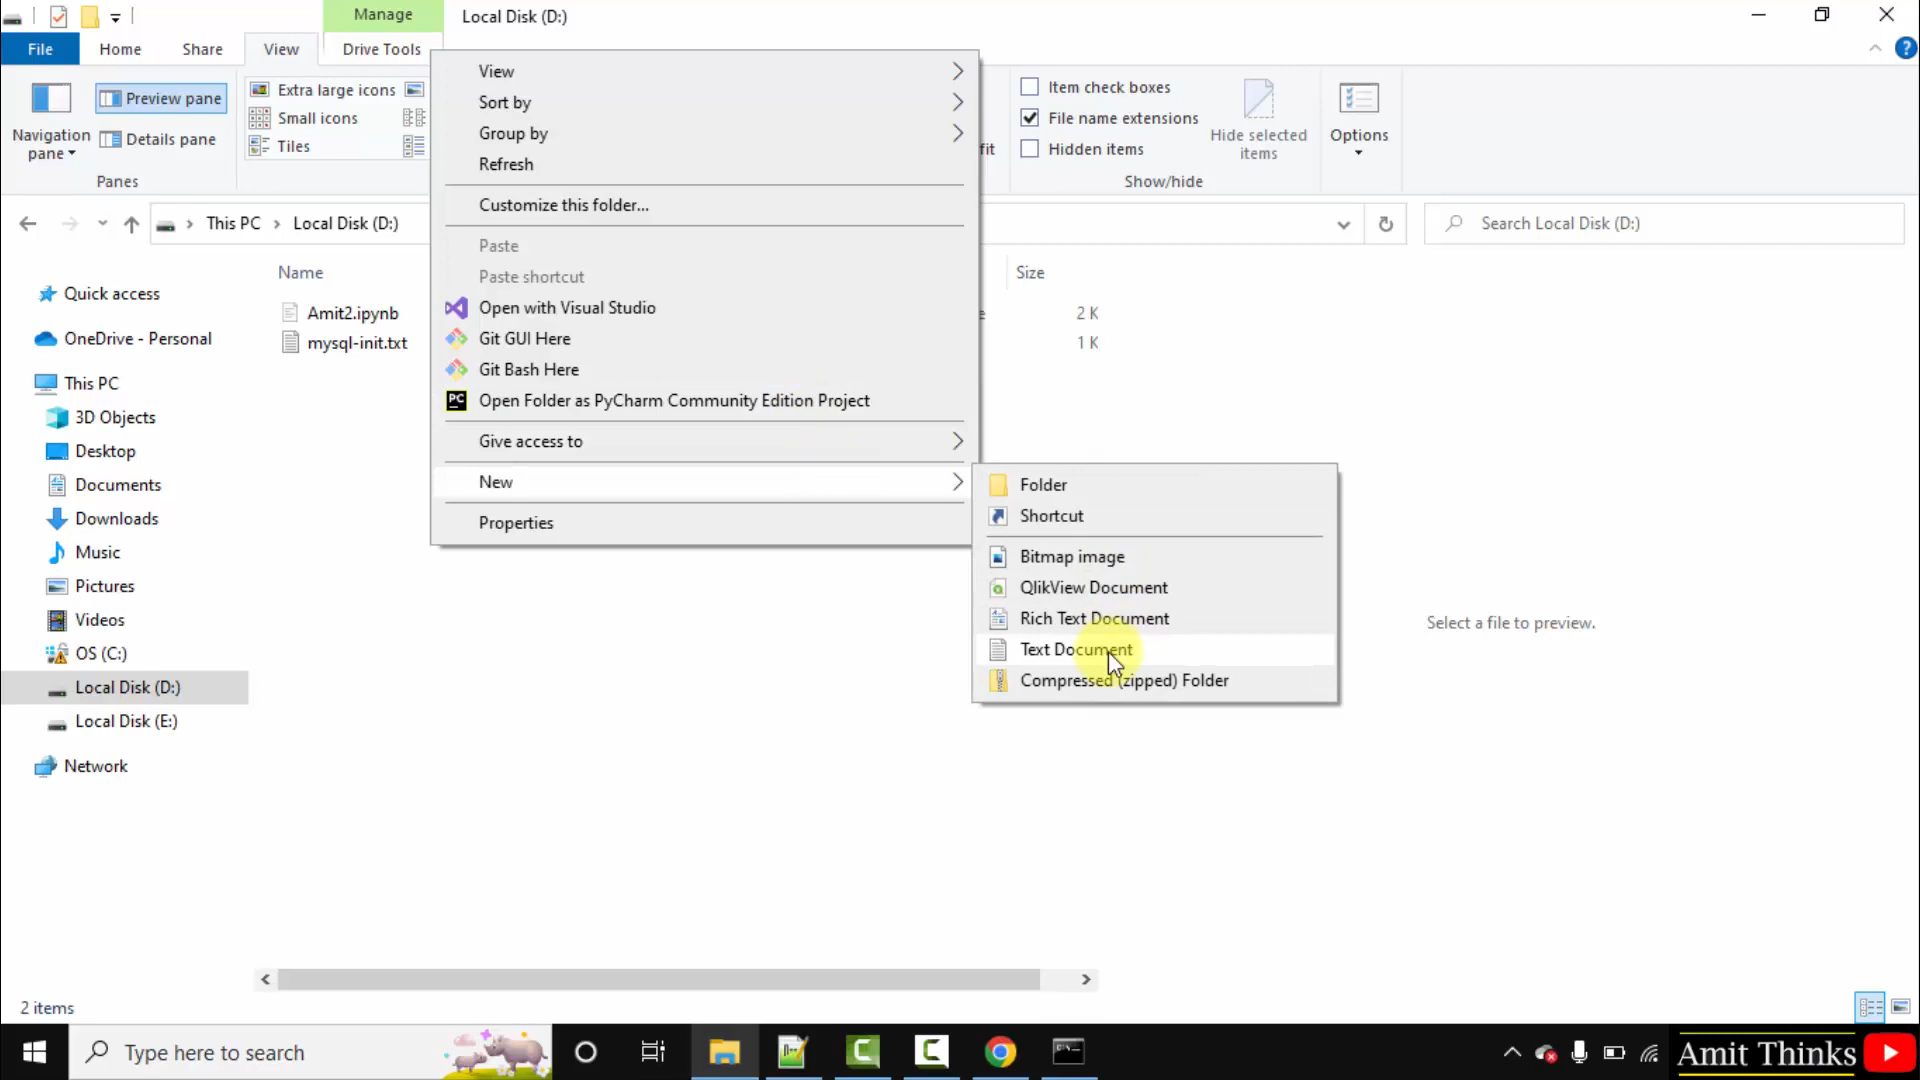 Manage
Local Disk (D:)
File
Home
Share
View
Drive Tools
Navigation pane
Preview pane
Details pane
Panes
Extra large icons
Small icons
Tiles
fit
Item check boxes
File name extensions
Hidden items
Hide selected items
Show/hide
Options
This PC
Local Disk (D:)
Search Local Disk (D:)
Quick access
OneDrive - Personal
This PC
3D Objects
Desktop
Documents
Downloads
Music
Pictures
Videos
OS (C:)
Local Disk (D:)
Local Disk (E:)
Network
Name
Size
Amit2.ipynb
2 K
mysql-init.txt
1 K
View
Sort by
Group by
Refresh
Customize this folder...
Paste
Paste shortcut
Open with Visual Studio
Git GUI Here
Git Bash Here
PC
Open Folder as PyCharm Community Edition Project
Give access to
New
Properties
Folder
Shortcut
Bitmap image
QlikView Document
Rich Text Document
Text Document
Compressed (zipped) Folder
Select a file to preview.
2 items
Type here to search
Amit Thinks